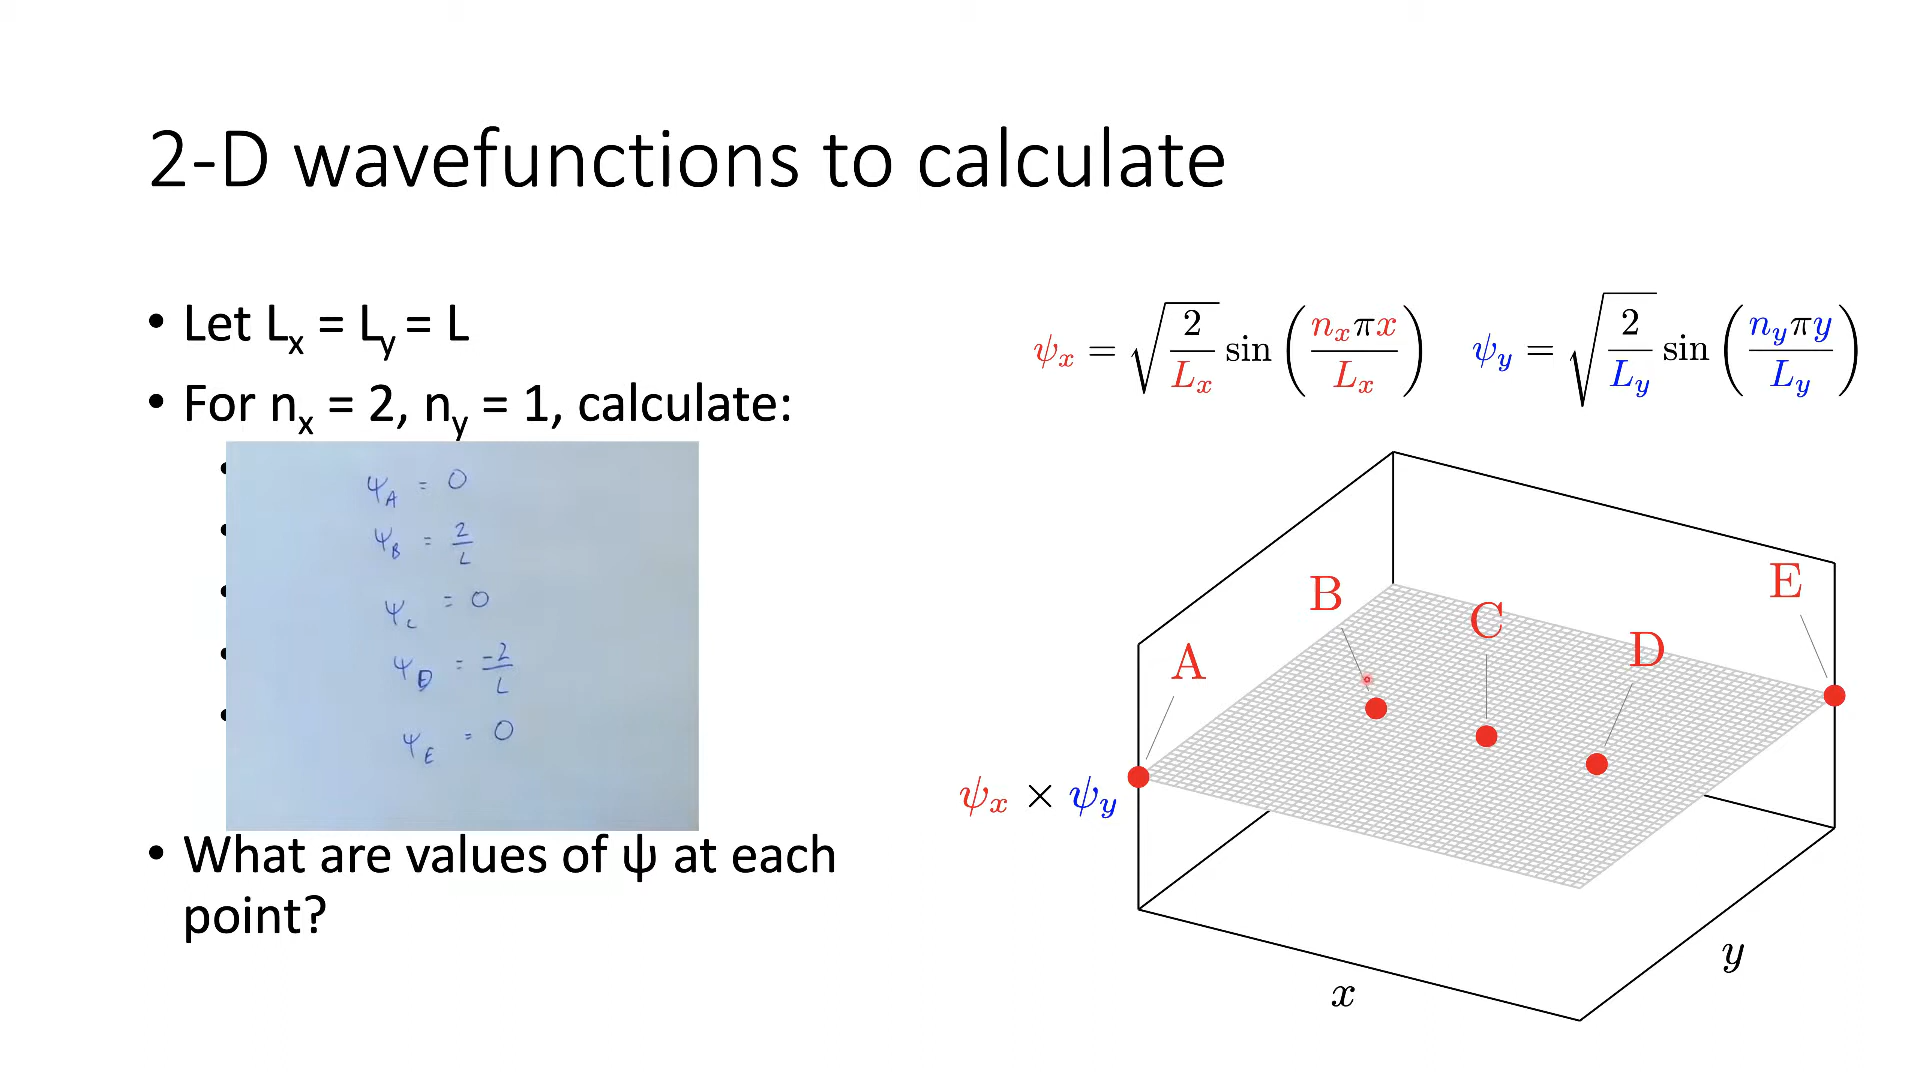 2-D wavefunctions to calculate
• Let Lx = Ly = L
• For nx = 2, ny = 1, calculate:
ψA = 0
ψB = 2/L
ψC = 0
ψD = -2/L
ψE = 0
• What are values of ψ at each
point?
ψx = √(2/Lx) sin(nxπx/Lx) ψy = √(2/Ly) sin(nyπy/Ly)
B
C
E
A
D
ψx × ψy
x
y